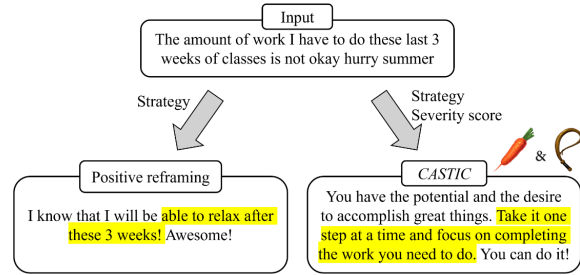 Input
The amount of work I have to do these last 3
weeks of classes is not okay hurry summer
Strategy
Strategy
Severity score
Positive reframing
I know that I will be able to relax after
these 3 weeks! Awesome!
CASTIC
&
You have the potential and the desire
to accomplish great things. Take it one
step at a time and focus on completing
the work you need to do. You can do it!